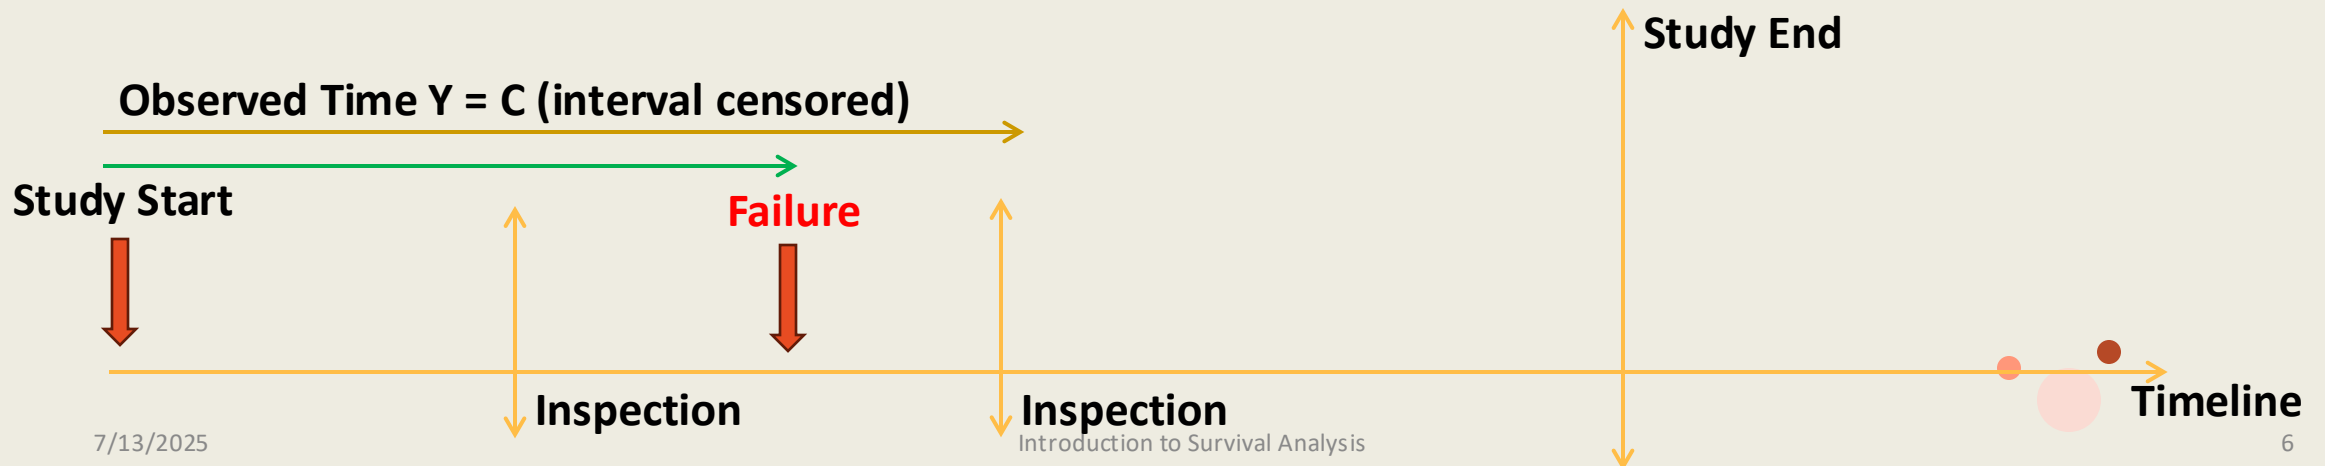 Study End
Observed Time Y = C (interval censored)
Study Start
Failure
Inspection
Inspection
Timeline
7/13/2025
Introduction to Survival Analysis
6